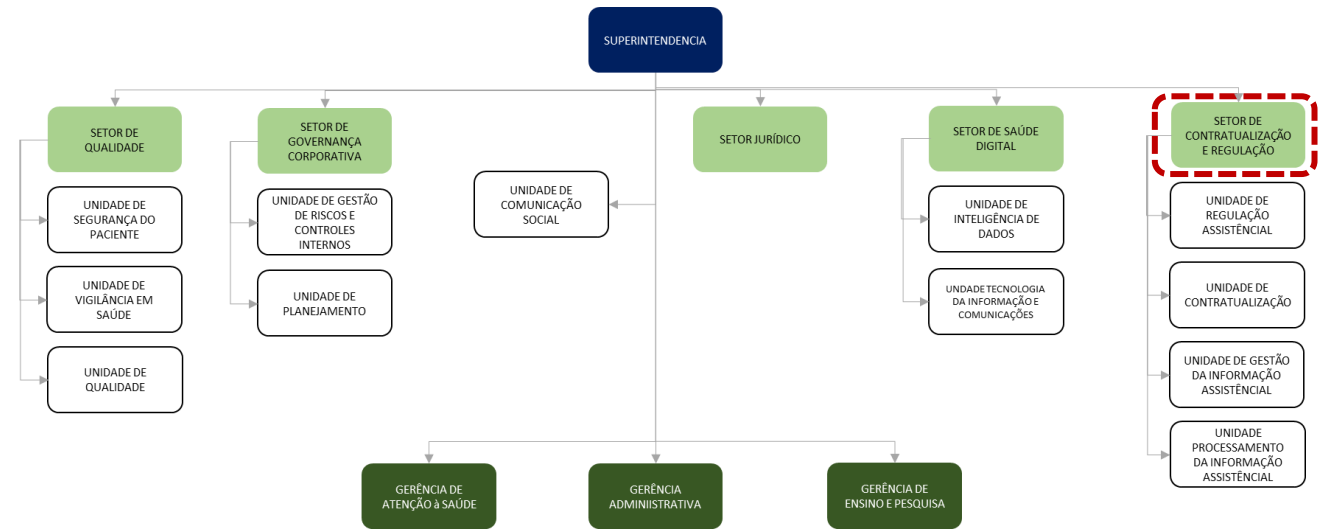 SUPERINTENDENCIA
SETOR DE
QUALIDADE
UNIDADE DE
SEGURANÇA DO
PACIENTE
UNIDADE DE
VIGILÂNCIA EM
SAÚDE
UNIDADE DE
QUALIDADE
SETOR DE
GOVERNANÇA
CORPORATIVA
UNIDADE DE GESTÃO
DE RISCOS E
CONTROLES
INTERNOS
UNIDADE DE
PLANEJAMENTO
UNIDADE DE
COMUNICAÇÃO
SOCIAL
SETOR JURÍDICO
SETOR DE SAÚDE
DIGITAL
UNIDADE DE
INTELIGÊNCIA DE
DADOS
UNDADE TECNOLOGIA
DA INFORMAÇÃO E
COMUNICAÇÕES
SETOR DE
CONTRATUALIZAÇÃO
E REGULAÇÃO
UNIDADE DE
REGULAÇÃO
ASSISTÊNCIAL
UNIDADE DE
CONTRATUALIZAÇÃO
UNIDADE DE GESTÃO
DA INFORMAÇÃO
ASSISTÊNCIAL
UNIDADE
PROCESSAMENTO
DA INFORMAÇÃO
ASSISTÊNCIAL
GERÊNCIA DE
ATENÇÃO à SAÚDE
GERÊNCIA
ADMINIISTRATIVA
GERÊNCIA DE
ENSINO E PESQUISA